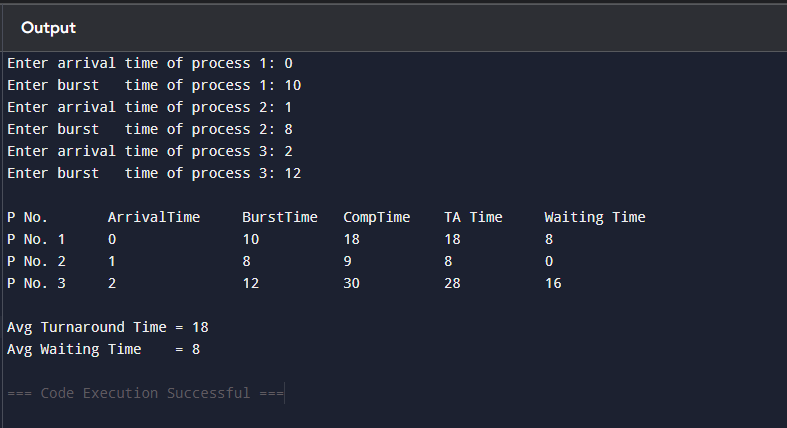 Output
Enter arrival time of process 1: 0
Enter burst   time of process 1: 10
Enter arrival time of process 2: 1
Enter burst   time of process 2: 8
Enter arrival time of process 3: 2
Enter burst   time of process 3: 12
P No.       ArrivalTime     BurstTime   CompTime    TA Time     Waiting Time
P No. 1     0               10          18          18          8
P No. 2     1               8           9           8           0
P No. 3     2               12          30          28          16
Avg Turnaround Time = 18
Avg Waiting Time    = 8
=== Code Execution Successful ===